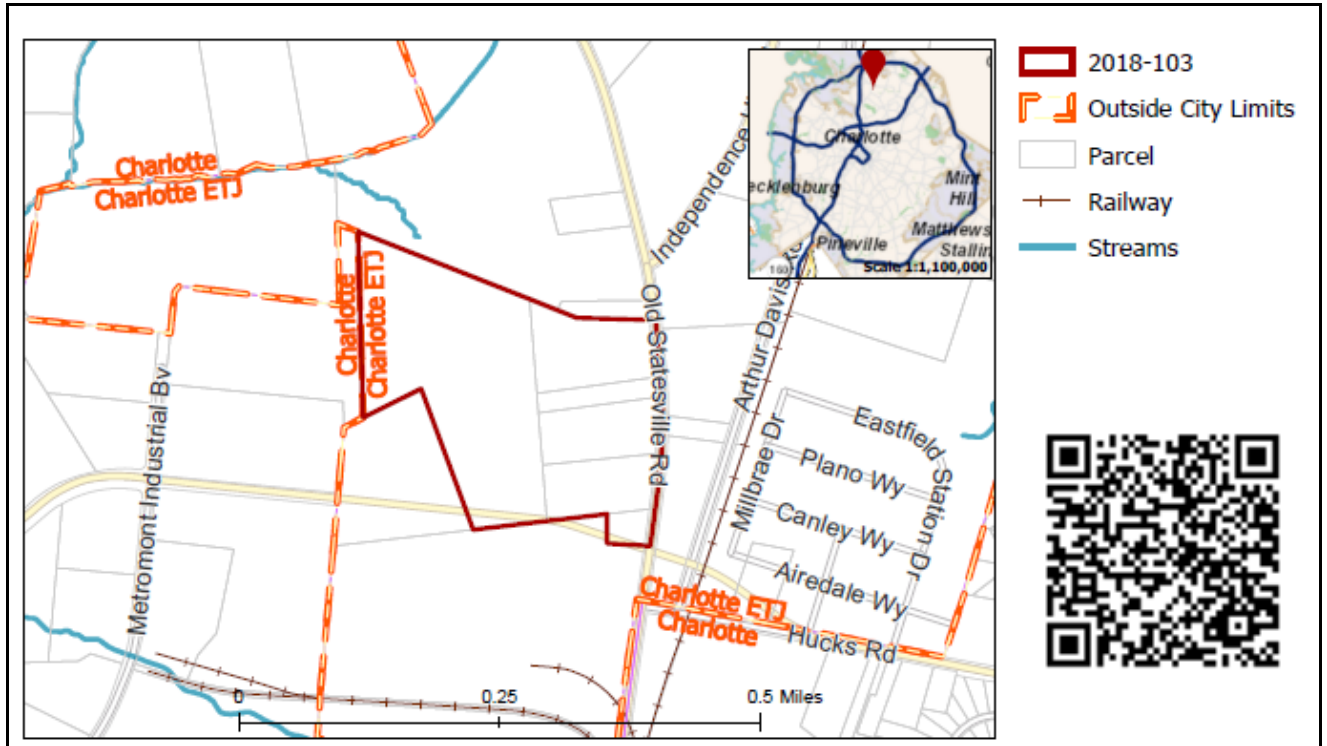 Charlotte
Charlotte ETJ
Charlotte
Charlotte ETJ
Metromont Industrial Bv
Old Statesville Rd
Arthur Davis Rd
Millbrae Dr
Eastfield Station Dr
Plano Wy
Canley Wy
Airedale Wy
Charlotte ETJ
Charlotte
Hucks Rd
0 0.25 0.5 Miles
Charlotte
ecklenburg
Mint
Hill
Matthews
Stallin
Pineville
Scale 1:1,100,000
2018-103
Outside City Limits
Parcel
Railway
Streams